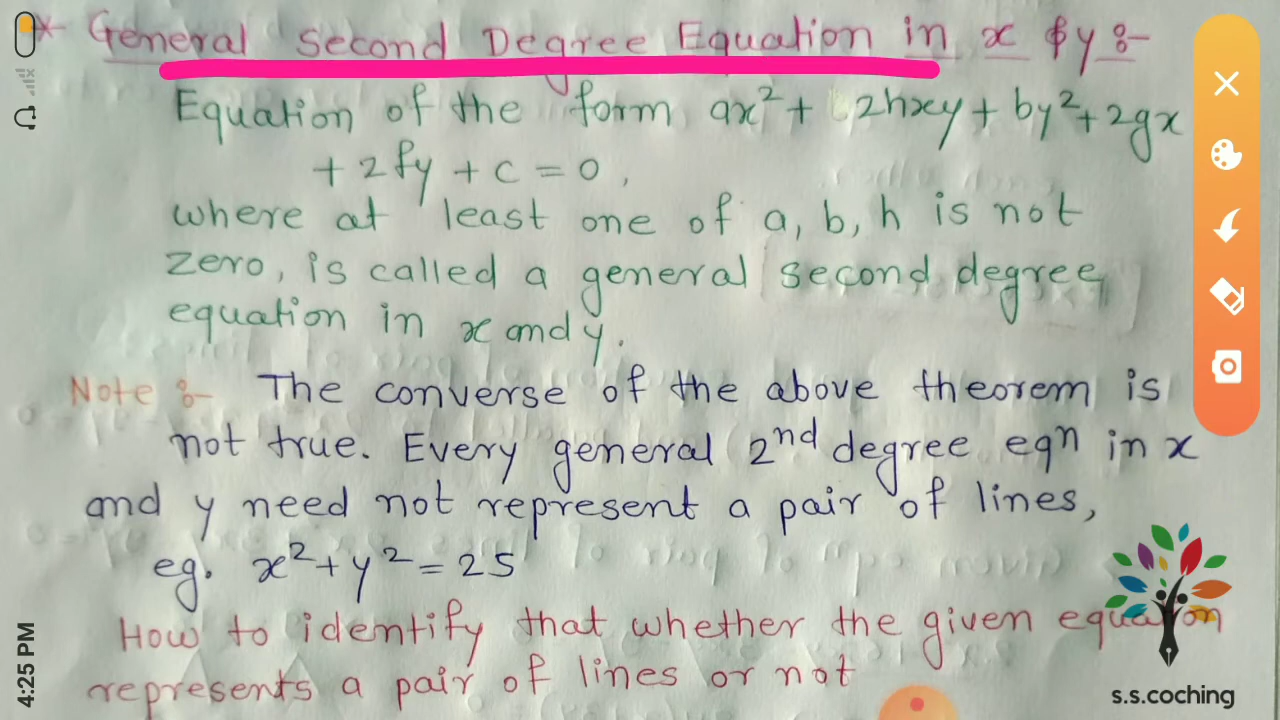 * General Second Degree Equation in x & y :-
Equation of the form ax² + 2hxy + by² + 2gx
+ 2fy + c = 0,
where at least one of a, b, h is not
zero, is called a general second degree
equation in x and y.
Note :- The converse of the above theorem is
not true. Every general 2nd degree eqn in x
and y need not represent a pair of lines,
eg. x² + y² = 25
How to identify that whether the given equation
represents a pair of lines or not
s.s.coching
4:25 PM